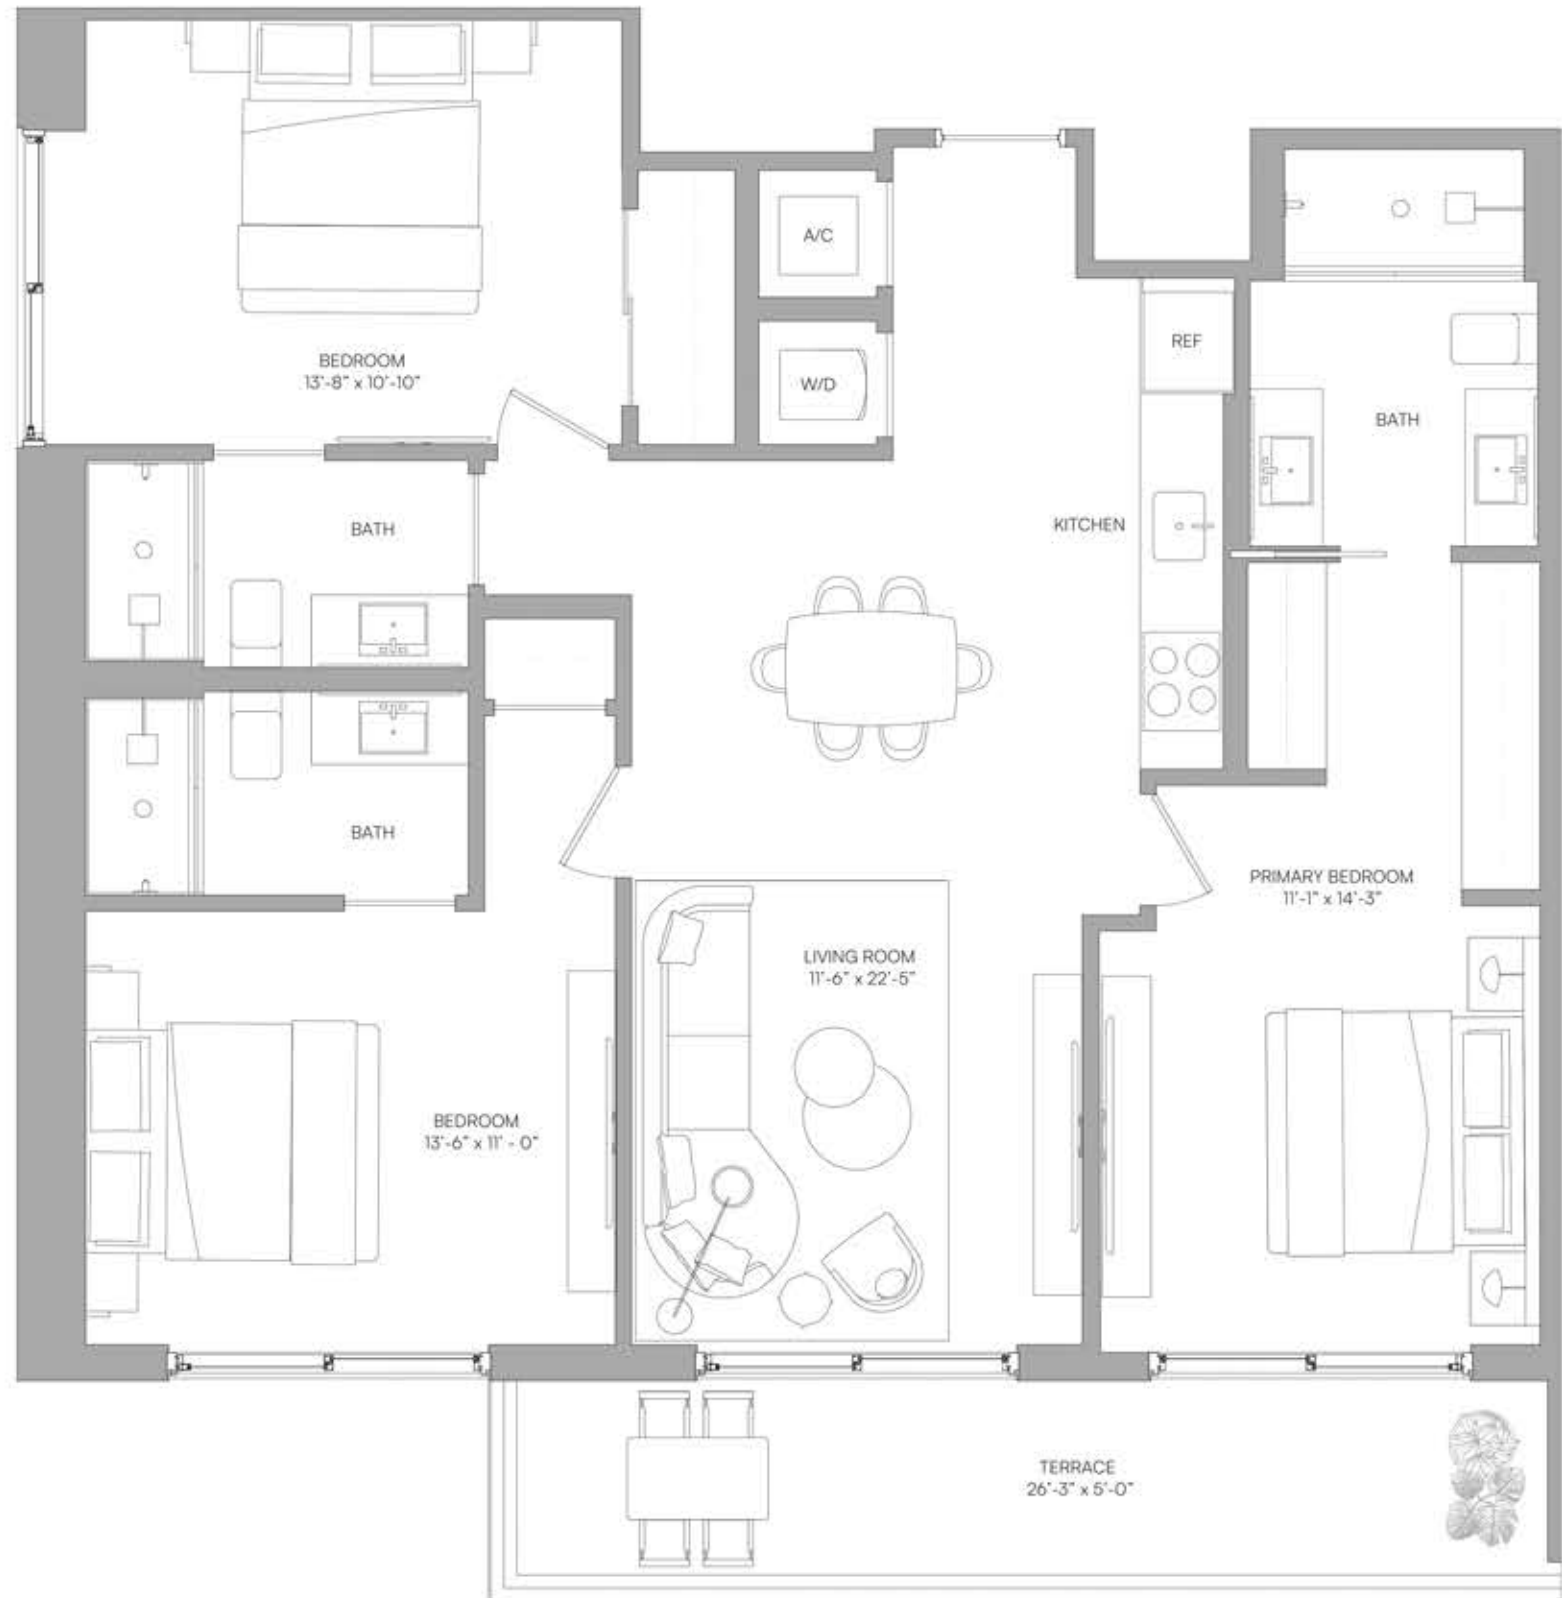 A/C
REF
BEDROOM
13'-8" x 10'-10"
W/D
BATH
KITCHEN
BATH
BATH
PRIMARY BEDROOM
11'-1" x 14'-3"
LIVING ROOM
11'-6" x 22'-5"
BEDROOM
13'-6" x 11' - 0"
TERRACE
26'-3" x 5'-0"